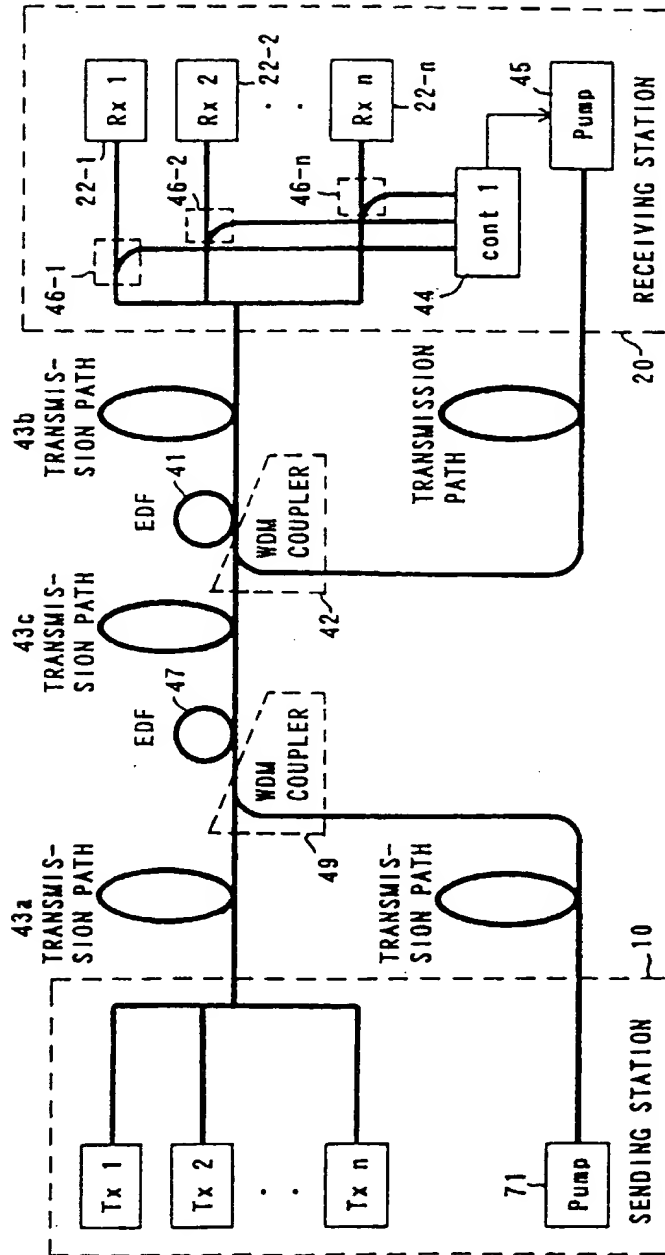 43a
TRANSMIS-
SION PATH
EDF
47
43c
TRANSMIS-
SION PATH
EDF
41
43b
TRANSMIS-
SION PATH
Tx 1
Tx 2
. .
Tx n
71
Pump
SENDING STATION
10
TRANSMISSION
PATH
WDM
COUPLER
49
WDM
COUPLER
42
TRANSMISSION
PATH
46-1
22-1
Rx 1
46-2
Rx 2
22-2
. .
46-n
Rx n
22-n
cont 1
44
45
Pump
RECEIVING STATION
20